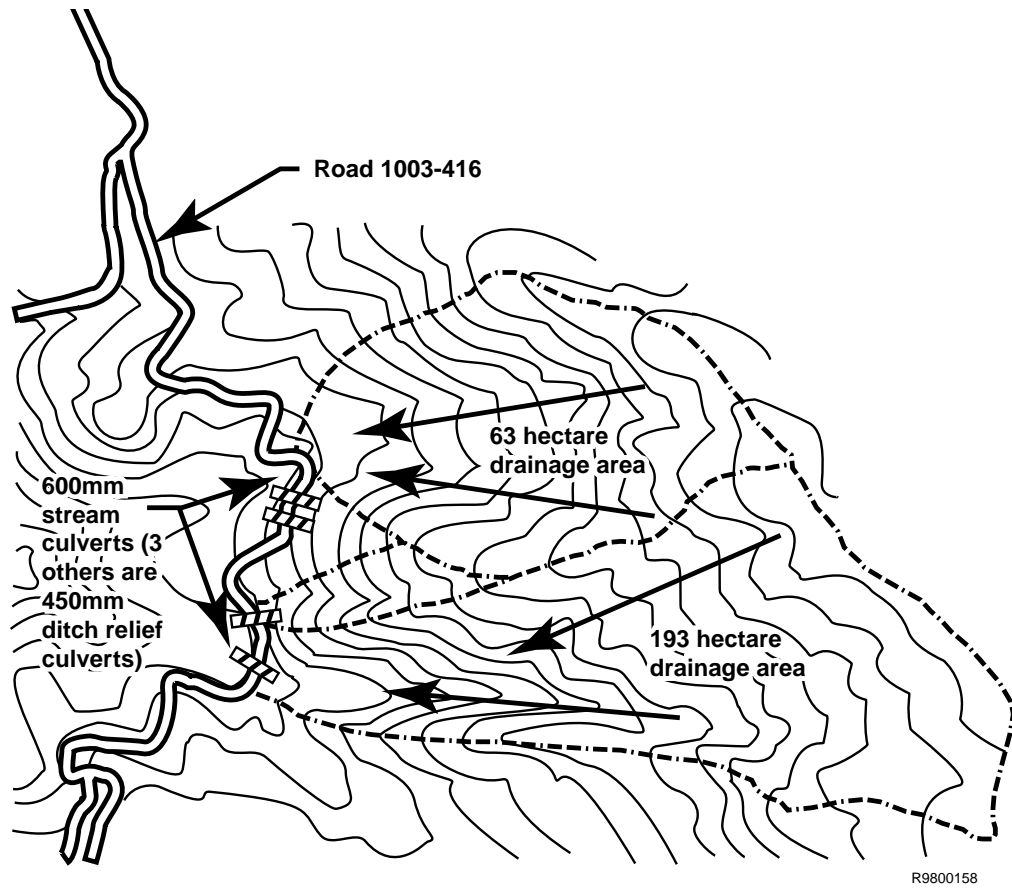 Road 1003-416
63 hectare
drainage area
600mm
stream
culverts (3
others are
450mm
ditch relief
culverts)
193 hectare
drainage area
R9800158